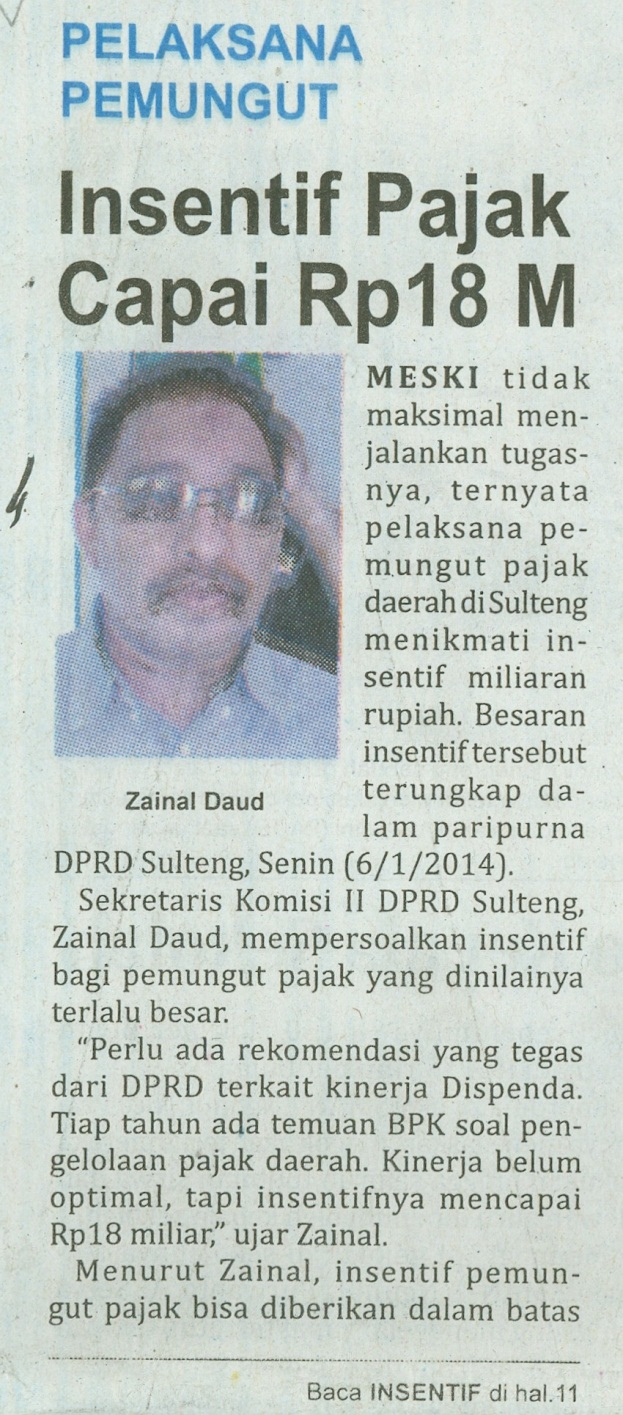 PELAKSANA
PEMUNGUT
Insentif Pajak
Capai Rp18 M
MESKI tidak
maksimal men-
jalankan tugas-
nya, ternyata
pelaksana pe-
mungut pajak
daerah di Sulteng
menikmati in-
sentif miliaran
rupiah. Besaran
insentif tersebut
terungkap da-
lam paripurna
Zainal Daud
DPRD Sulteng, Senin (6/1/2014).
Sekretaris Komisi II DPRD Sulteng,
Zainal Daud, mempersoalkan insentif
bagi pemungut pajak yang dinilainya
terlalu besar.
“Perlu ada rekomendasi yang tegas
dari DPRD terkait kinerja Dispenda.
Tiap tahun ada temuan BPK soal pen-
gelolaan pajak daerah. Kinerja belum
optimal, tapi insentifnya mencapai
Rp18 miliar,” ujar Zainal.
Menurut Zainal, insentif pemun-
gut pajak bisa diberikan dalam batas
Baca INSENTIF di hal.11